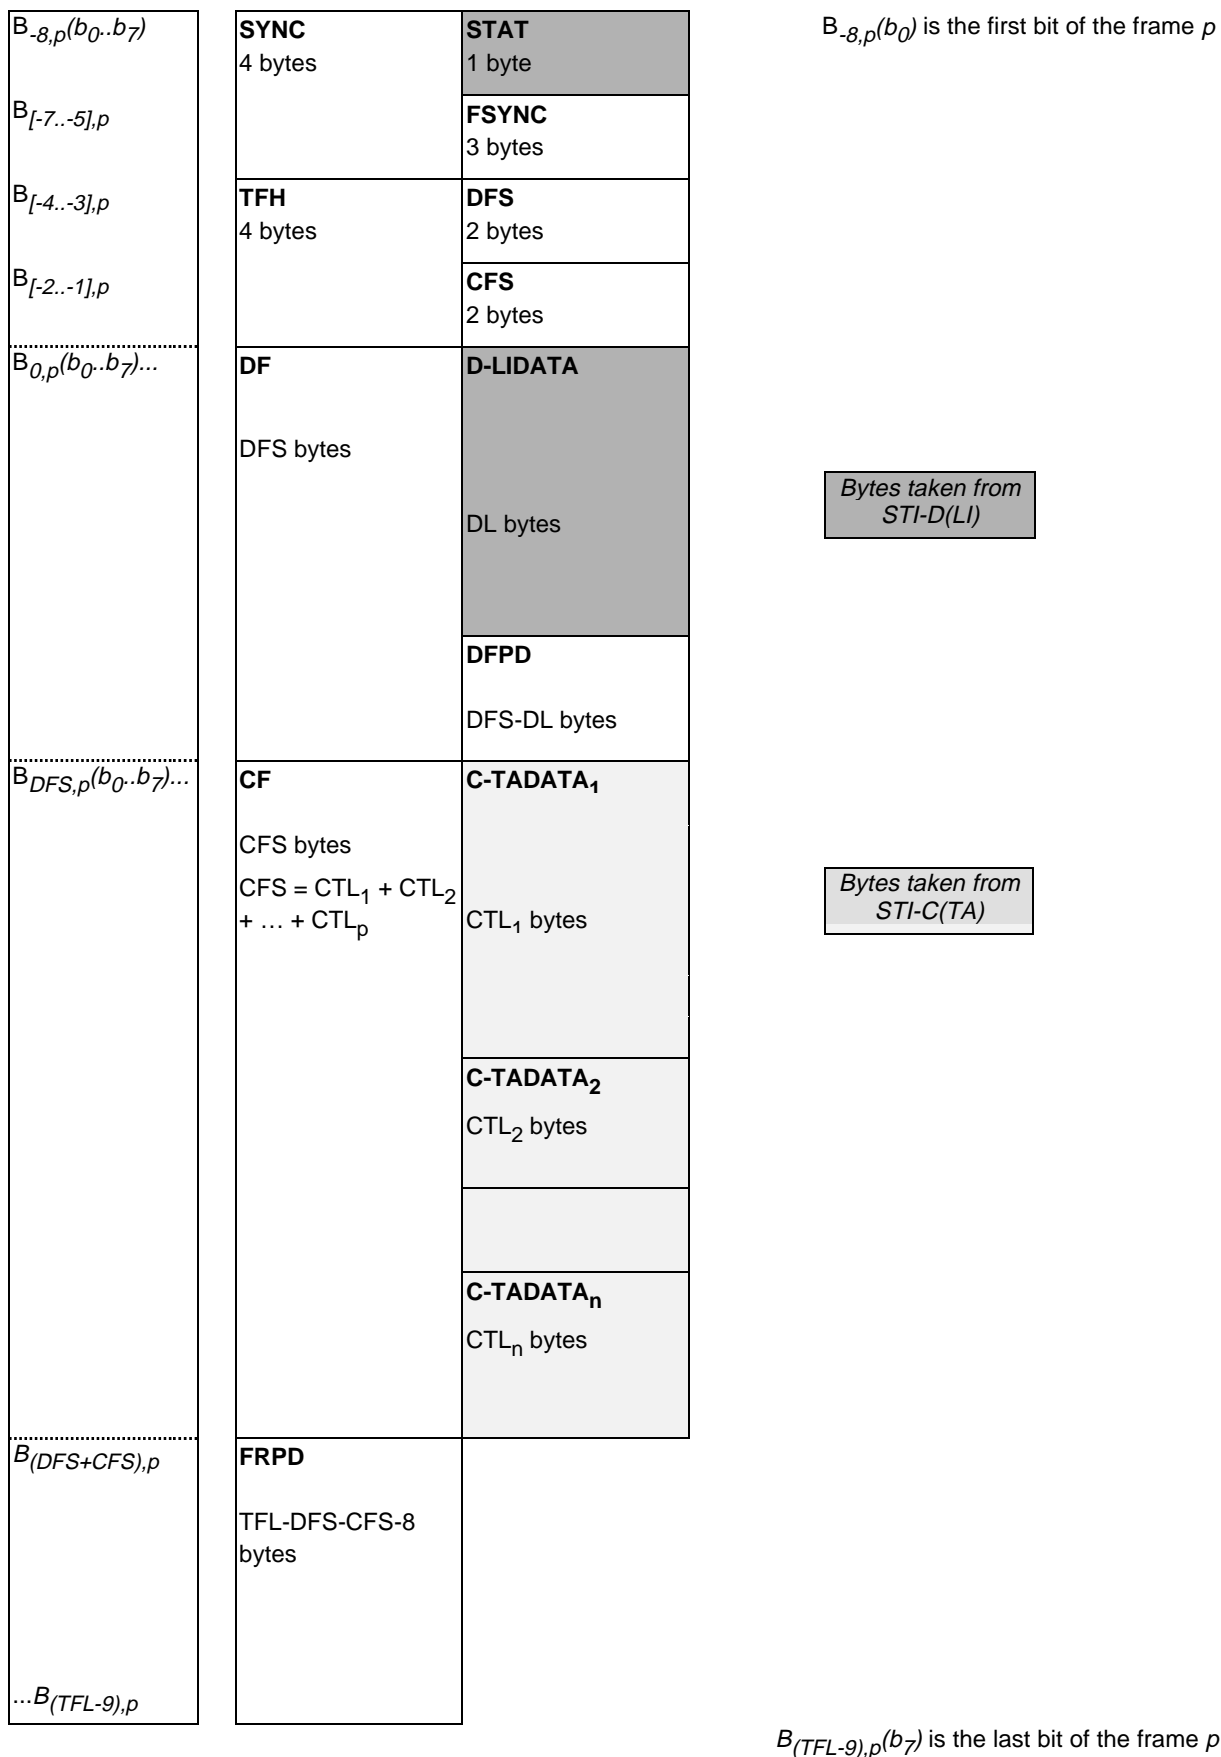 B-8,p(b0..b7)
SYNC
4 bytes
STAT
1 byte
B-8,p(b0) is the first bit of the frame p
B[-7..-5],p
FSYNC
3 bytes
B[-4..-3],p
TFH
4 bytes
DFS
2 bytes
B[-2..-1],p
CFS
2 bytes
B0,p(b0..b7)...
DF
DFS bytes
D-LIDATA
DL bytes
Bytes taken from
STI-D(LI)
DFPD
DFS-DL bytes
BDFS,p(b0..b7)...
CF
CFS bytes
CFS = CTL1 + CTL2
+ … + CTLp
C-TADATA1
CTL1 bytes
Bytes taken from
STI-C(TA)
C-TADATA2
CTL2 bytes
C-TADATAn
CTLn bytes
B(DFS+CFS),p
FRPD
TFL-DFS-CFS-8
bytes
...B(TFL-9),p
B(TFL-9),p(b7) is the last bit of the frame p